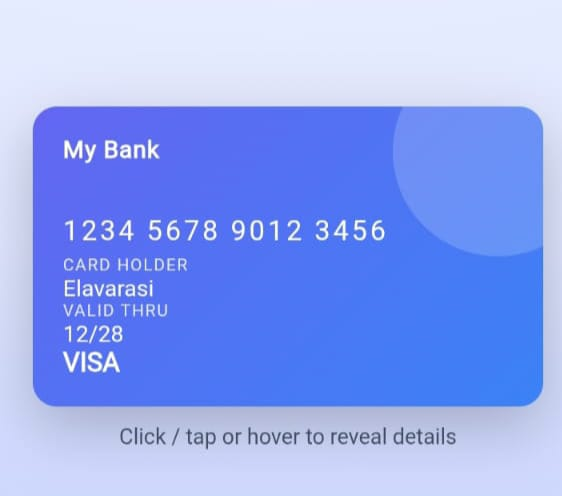 My Bank
1234 5678 9012 3456
CARD HOLDER
Elavarasi
VALID THRU
12/28
VISA
Click / tap or hover to reveal details